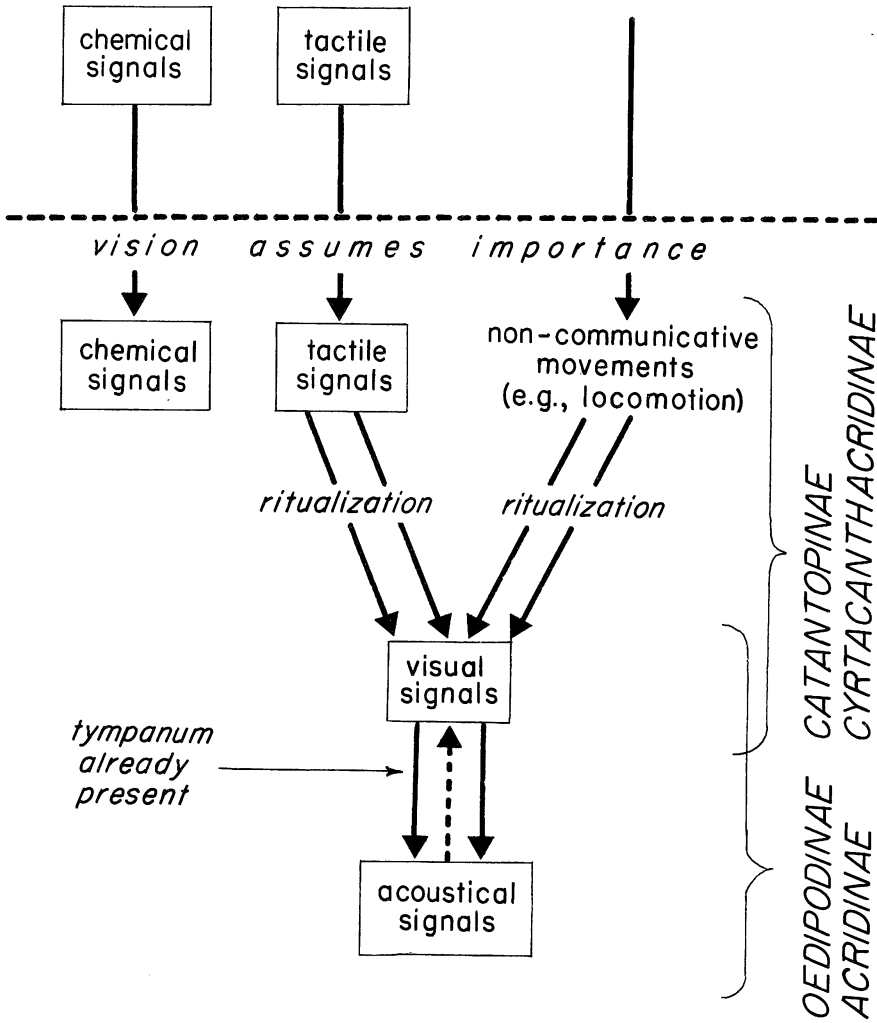 chemical
signals
tactile
signals
vision assumes importance
chemical
signals
tactile
signals
non-communicative
movements
(e.g., locomotion)
ritualization
ritualization
visual
signals
tympanum
already
present
acoustical
signals
CATANTOPINAE
CYRTACANTHACRIDINAE
OEDIPODINAE
ACRIDINAE